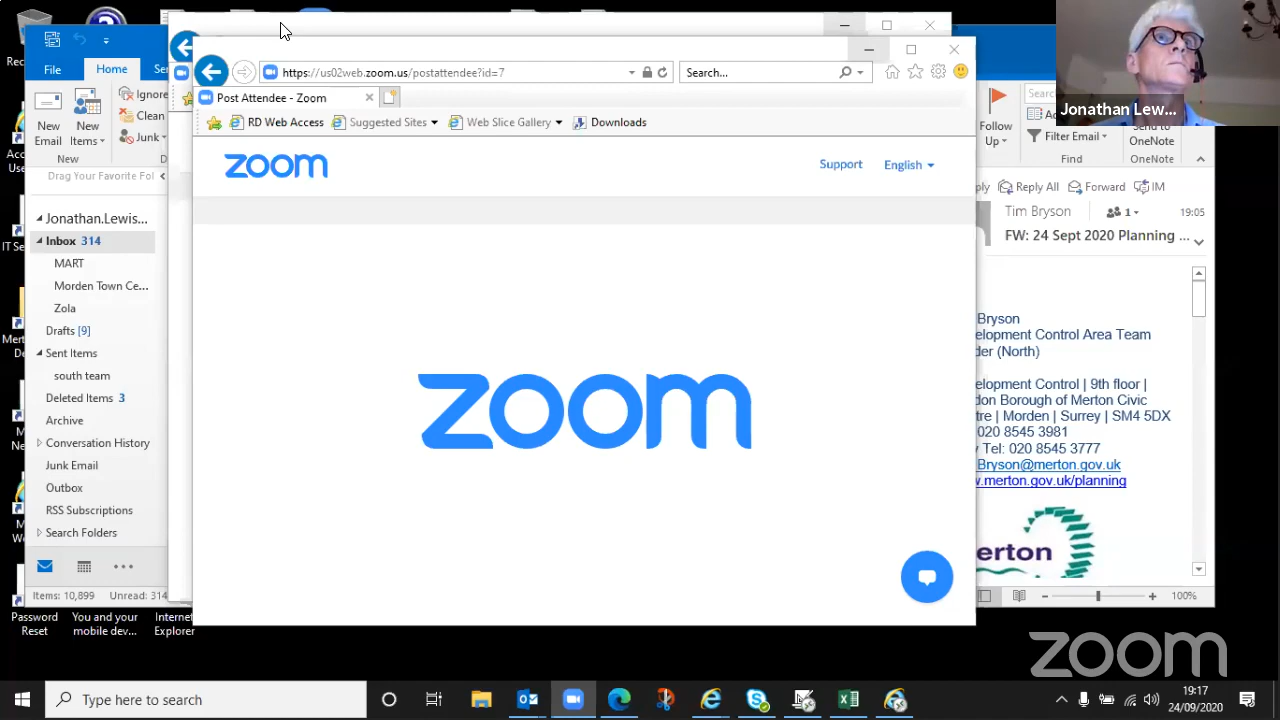 https://us02web.zoom.us/postattendee?id=7
Search...
Post Attendee - Zoom
RD Web Access
Suggested Sites
Web Slice Gallery
Downloads
zoom
Support
English
zoom
File
Home
New
Email
New
Items
Ignore
Clean
Junk
New
Drag Your Favorite Fol
Jonathan.Lewis...
Inbox 314
MART
Morden Town Ce...
Zola
Drafts [9]
Sent Items
south team
Deleted Items 3
Archive
Conversation History
Junk Email
Outbox
RSS Subscriptions
Search Folders
Items: 10,899 Unread: 314
Password
Reset
You and your
mobile dev...
Internet
Explorer
Jonathan Lew...
Follow
Up
Filter Email
Find
Send to
OneNote
OneNote
Reply All
Forward
IM
Tim Bryson
1
19:05
FW: 24 Sept 2020 Planning ...
Bryson
Area Team
(North)
Control | 9th floor |
Borough of Merton Civic
| Morden | Surrey | SM4 5DX
020 8545 3981
Tel: 020 8545 3777
Bryson@merton.gov.uk
merton.gov.uk/planning
100%
zoom
Type here to search
19:17
24/09/2020